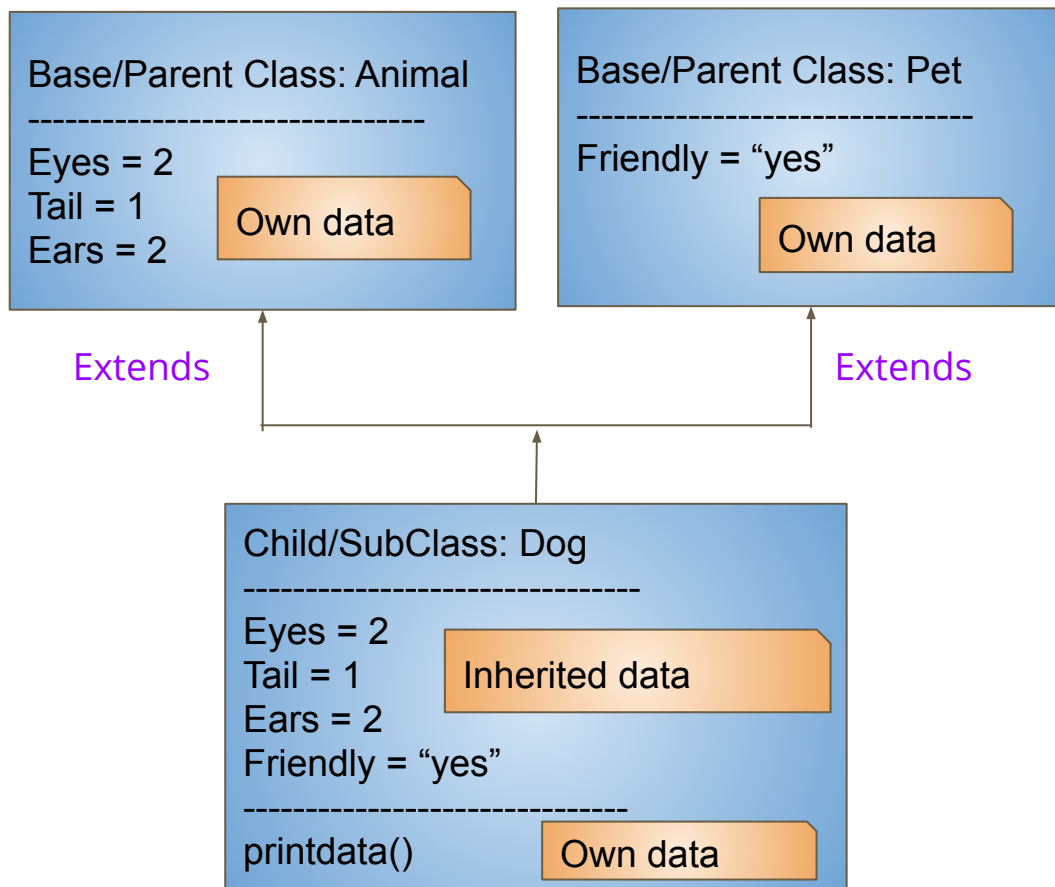 Base/Parent Class: Animal
--------------------------------
Eyes = 2
Tail = 1
Ears = 2
Own data
Base/Parent Class: Pet
--------------------------------
Friendly = “yes”
Own data
Extends
Extends
Child/SubClass: Dog
--------------------------------
Eyes = 2
Tail = 1
Ears = 2
Friendly = “yes”
Inherited data
-------------------------------
printdata()
Own data